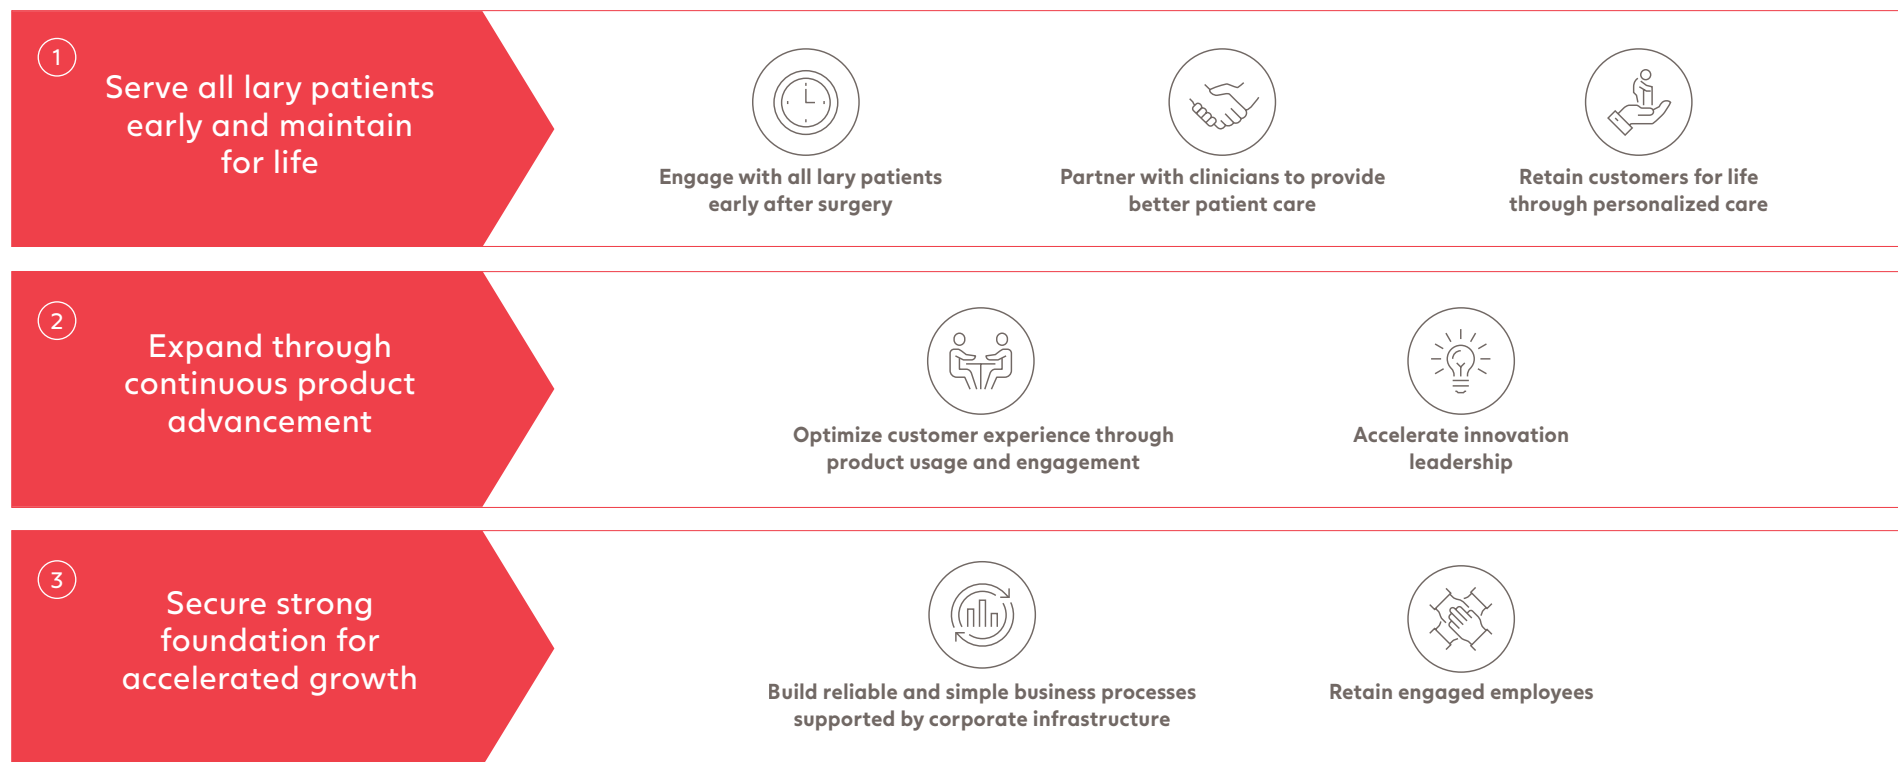 1
Serve all lary patients
early and maintain
for life
Engage with all lary patients
early after surgery
Partner with clinicians to provide
better patient care
Retain customers for life
through personalized care
2
Expand through
continuous product
advancement
Optimize customer experience through
product usage and engagement
Accelerate innovation
leadership
3
Secure strong
foundation for
accelerated growth
Build reliable and simple business processes
supported by corporate infrastructure
Retain engaged employees